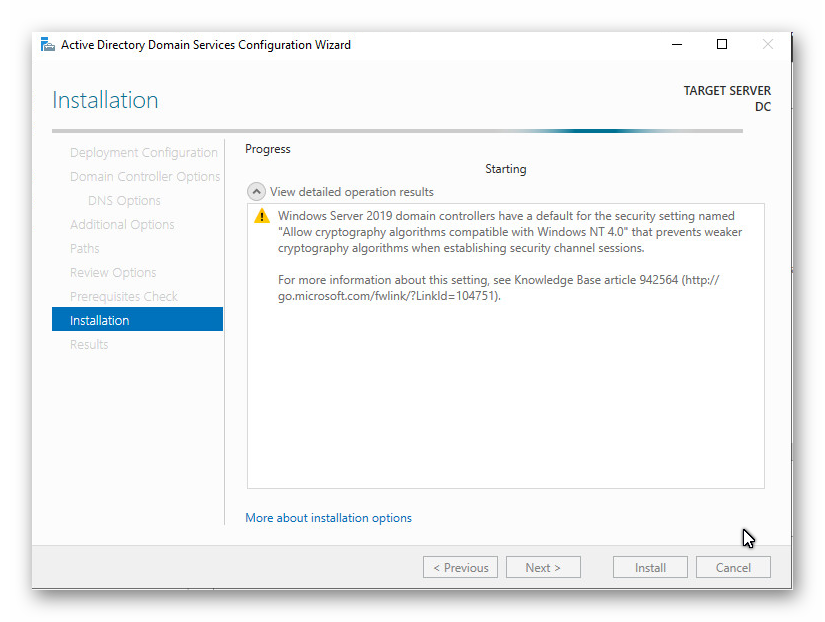 Active Directory Domain Services Configuration Wizard
Installation
TARGET SERVER
DC
Deployment Configuration
Domain Controller Options
DNS Options
Additional Options
Paths
Review Options
Prerequisites Check
Installation
Results
Progress
Starting
View detailed operation results
Windows Server 2019 domain controllers have a default for the security setting named
"Allow cryptography algorithms compatible with Windows NT 4.0" that prevents weaker
cryptography algorithms when establishing security channel sessions.
For more information about this setting, see Knowledge Base article 942564 (http://
go.microsoft.com/fwlink/?LinkId=104751).
More about installation options
< Previous
Next >
Install
Cancel